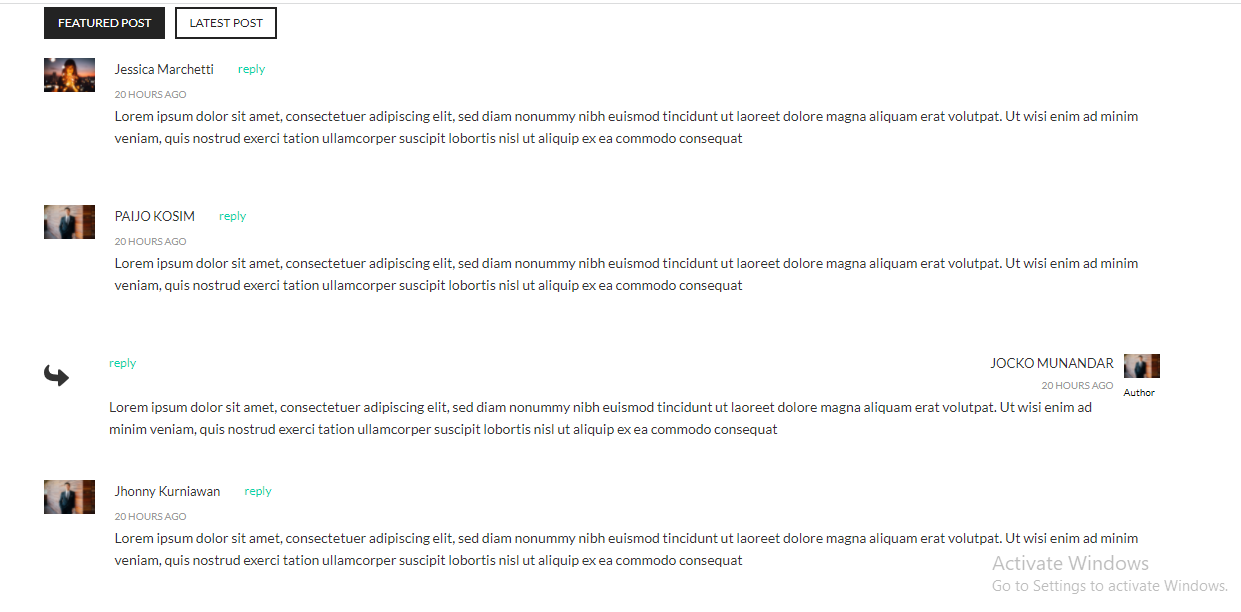 FEATURED POST
LATEST POST
Jessica Marchetti reply
20 HOURS AGO
Lorem ipsum dolor sit amet, consectetuer adipiscing elit, sed diam nonummy nibh euismod tincidunt ut laoreet dolore magna aliquam erat volutpat. Ut wisi enim ad minim
veniam, quis nostrud exerci tation ullamcorper suscipit lobortis nisl ut aliquip ex ea commodo consequat
PAIJO KOSIM reply
20 HOURS AGO
Lorem ipsum dolor sit amet, consectetuer adipiscing elit, sed diam nonummy nibh euismod tincidunt ut laoreet dolore magna aliquam erat volutpat. Ut wisi enim ad minim
veniam, quis nostrud exerci tation ullamcorper suscipit lobortis nisl ut aliquip ex ea commodo consequat
reply JOCKO MUNANDAR
20 HOURS AGO
Author
Lorem ipsum dolor sit amet, consectetuer adipiscing elit, sed diam nonummy nibh euismod tincidunt ut laoreet dolore magna aliquam erat volutpat. Ut wisi enim ad
minim veniam, quis nostrud exerci tation ullamcorper suscipit lobortis nisl ut aliquip ex ea commodo consequat
Jhonny Kurniawan reply
20 HOURS AGO
Lorem ipsum dolor sit amet, consectetuer adipiscing elit, sed diam nonummy nibh euismod tincidunt ut laoreet dolore magna aliquam erat volutpat. Ut wisi enim ad minim
veniam, quis nostrud exerci tation ullamcorper suscipit lobortis nisl ut aliquip ex ea commodo consequat
Activate Windows
Go to Settings to activate Windows.